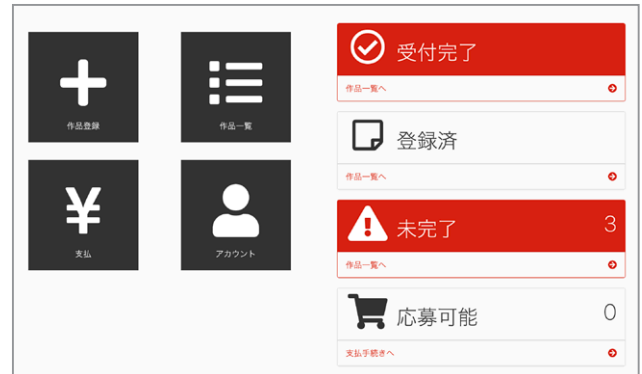 作品登録
作品一覧
支払
アカウント
受付完了
作品一覧へ
登録済
作品一覧へ
未完了
3
作品一覧へ
応募可能
0
支払手続きへ